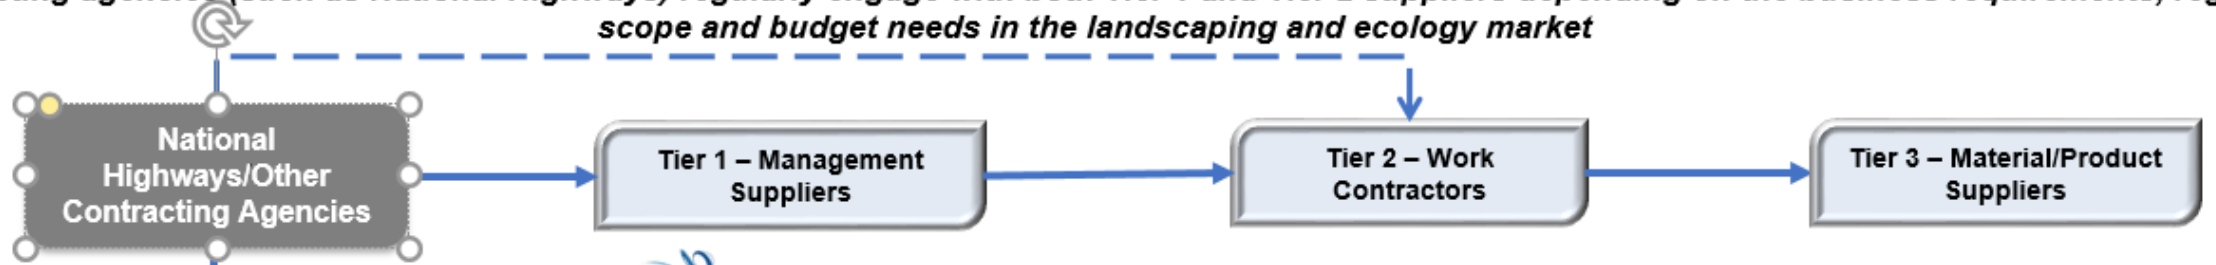 scope and budget needs in the landscaping and ecology market
National
Highways/Other
Contracting Agencies
Tier 1 – Management
Suppliers
Tier 2 – Work
Contractors
Tier 3 – Material/Product
Suppliers